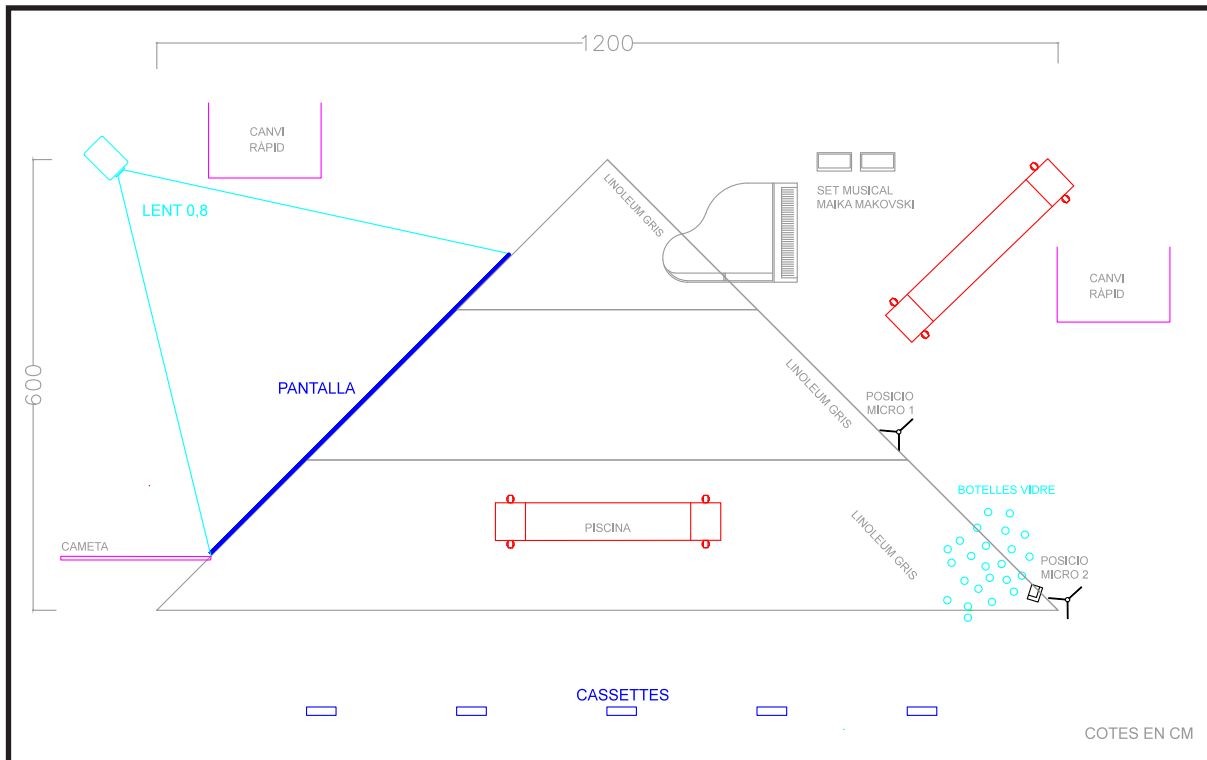 1200
CANVI
RÀPID
LENT 0,8
LINOLEUM GRIS
SET MUSICAL
MAIKA MAKOVSKI
CANVI
RÀPID
600
PANTALLA
LINOLEUM GRIS
POSICIO
MICRO 1
BOTELLES VIDRE
LINOLEUM GRIS
PISCINA
CAMETA
POSICIO
MICRO 2
CASSETTES
COTES EN CM